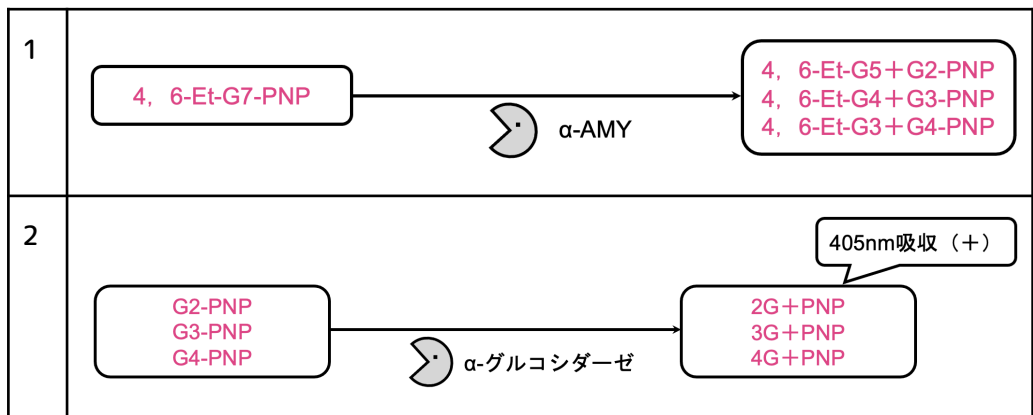 1
4，6-Et-G7-PNP
α-AMY
4，6-Et-G5＋G2-PNP
4，6-Et-G4＋G3-PNP
4，6-Et-G3＋G4-PNP
2
405nm吸収（＋）
G2-PNP
G3-PNP
G4-PNP
α-グルコシダーゼ
2G＋PNP
3G＋PNP
4G＋PNP